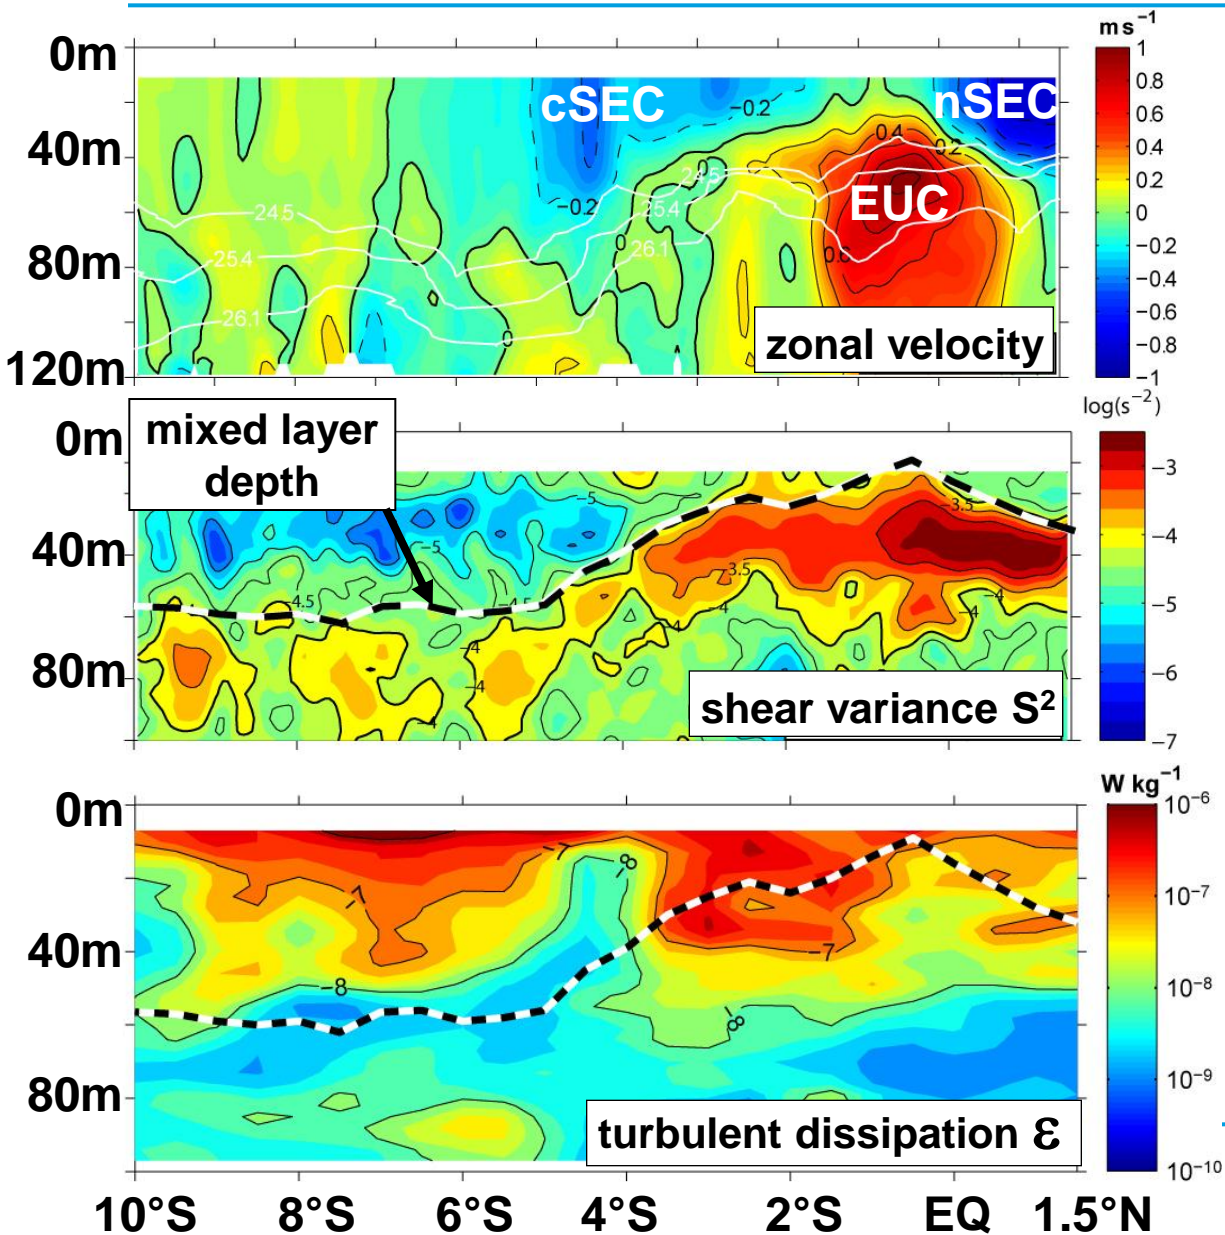 m s⁻¹
0m
40m
80m
120m
cSEC
nSEC
EUC
−0.2
−0.2
0.4
0.2
0.6
0
0
0
24.5
25.4
26.1
24.5
25.4
26.1
zonal velocity
1
0.8
0.6
0.4
0.2
0
−0.2
−0.4
−0.6
−0.8
−1
log(s⁻²)
0m
40m
80m
mixed layer
depth
−5
−5
−4.5
−4.5
−3.5
−3.5
−4
−4
−4
−4
−4
−4
−4
shear variance S²
−3
−4
−5
−6
−7
W kg⁻¹
0m
40m
80m
−7
−8
−7
−7
−8
−8
turbulent dissipation ε
10⁻⁶
10⁻⁷
10⁻⁸
10⁻⁹
10⁻¹⁰
10°S 8°S 6°S 4°S 2°S EQ 1.5°N